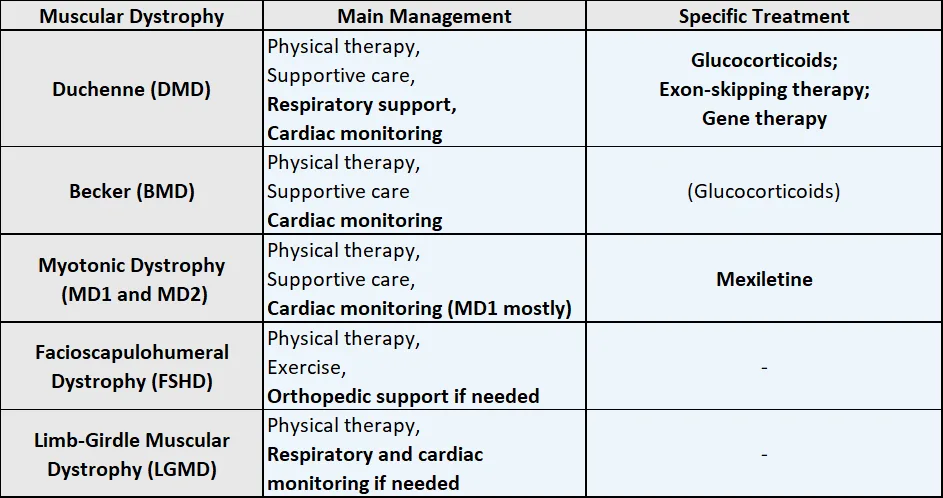 Muscular Dystrophy
Main Management
Specific Treatment
Duchenne (DMD)
Physical therapy,
Supportive care,
Respiratory support,
Cardiac monitoring
Glucocorticoids;
Exon-skipping therapy;
Gene therapy
Becker (BMD)
Physical therapy,
Supportive care
Cardiac monitoring
(Glucocorticoids)
Myotonic Dystrophy
(MD1 and MD2)
Physical therapy,
Supportive care,
Cardiac monitoring (MD1 mostly)
Mexiletine
Facioscapulohumeral
Dystrophy (FSHD)
Physical therapy,
Exercise,
Orthopedic support if needed
-
Limb-Girdle Muscular
Dystrophy (LGMD)
Physical therapy,
Respiratory and cardiac
monitoring if needed
-